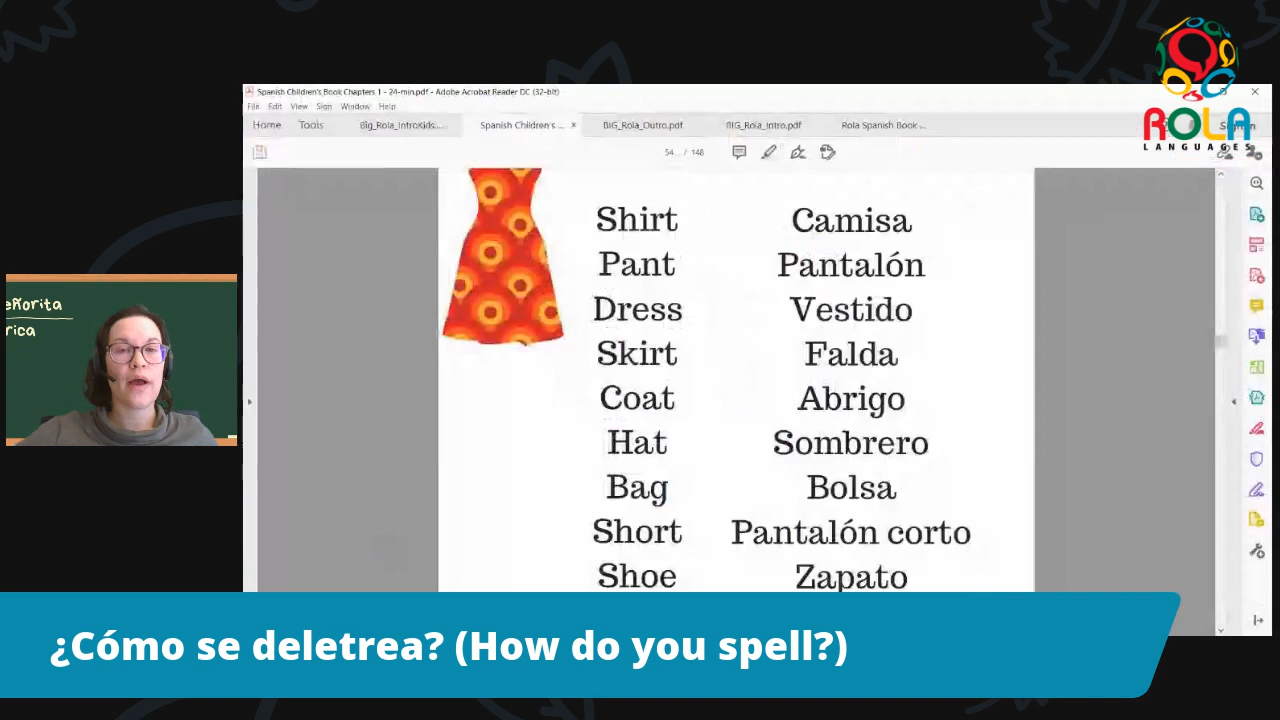 ROLA
LANGUAGES
Spanish Children's Book Chapters 1 - 24-min.pdf - Adobe Acrobat Reader DC (32-bit)
File Edit View Sign Window Help
Home Tools Big_Rola_IntroKids.... Spanish Children's ... × BIG_Rola_Outro.pdf BIG_Rola_Intro.pdf Rola Spanish Book ...
54 / 148
Shirt Camisa
Pant Pantalón
Dress Vestido
Skirt Falda
Coat Abrigo
Hat Sombrero
Bag Bolsa
Short Pantalón corto
Shoe Zapato
eñorita
rica
¿Cómo se deletrea? (How do you spell?)